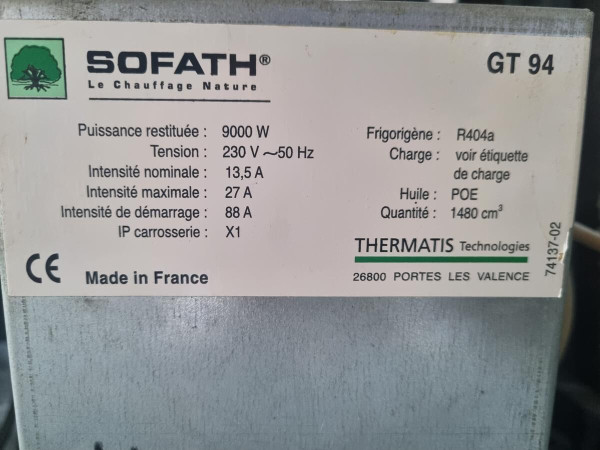 SOFATH®
Le Chauffage Nature
GT 94
Puissance restituée : 9000 W
Tension : 230 V ~50 Hz
Intensité nominale : 13,5 A
Intensité maximale : 27 A
Intensité de démarrage : 88 A
IP carrosserie : X1
Frigorigène : R404a
Charge : voir étiquette
de charge
Huile : POE
Quantité : 1480 cm³
THERMATIS Technologies
26800 PORTES LES VALENCE
74137-02
CE Made in France